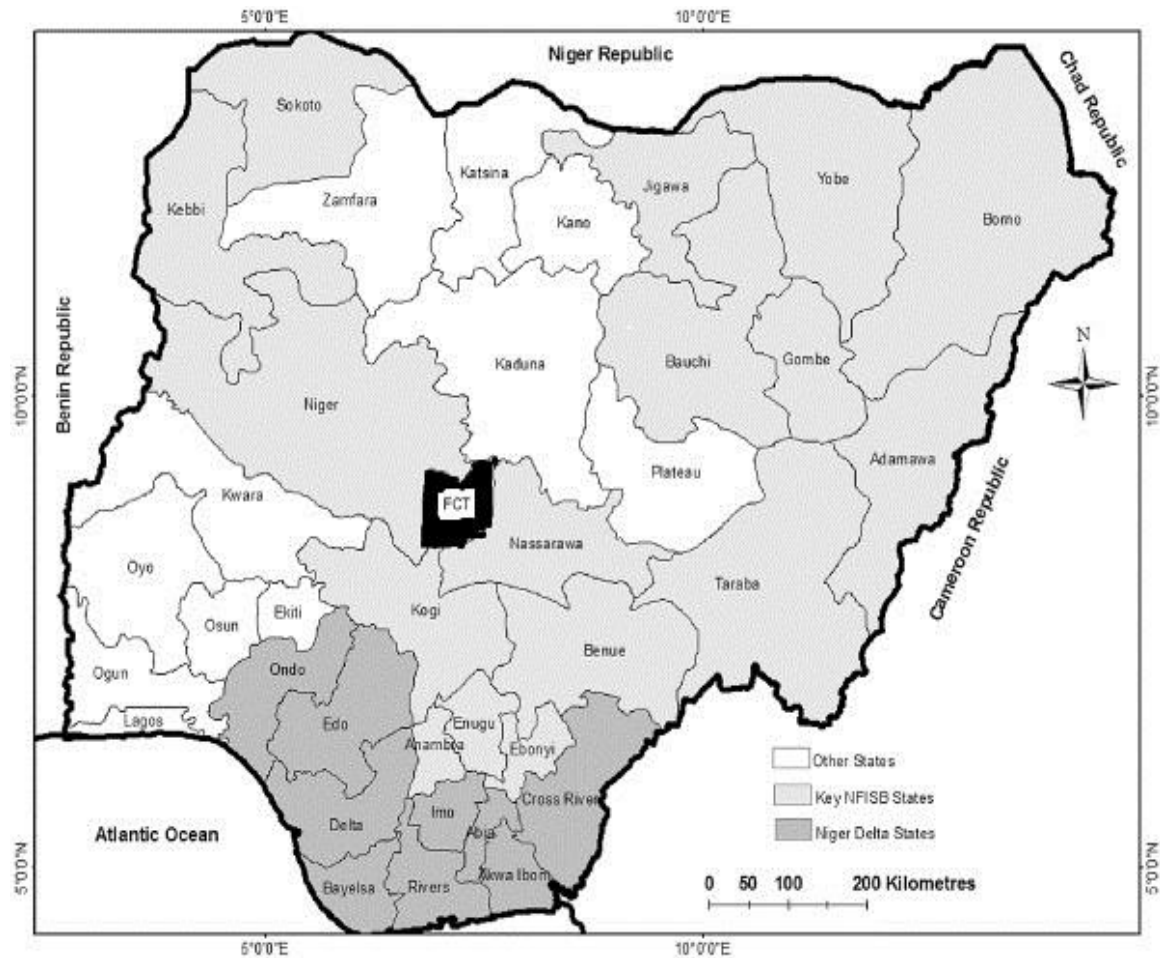 5°0'0"E
10°0'0"E
Niger Republic
Chad Republic
Sokoto
Katsina
Yobe
Jigawa
Zamfara
Kebbi
Kano
Borno
Benin Republic
N
Kaduna
Bauchi
Gombe
Niger
10°0'0"N
10°0'0"N
Adamawa
Plateau
Kwara
FCT
Nassarawa
Cameroon Republic
Oyo
Taraba
Kogi
Ekiti
Osun
Benue
Ondo
Ogun
Lagos
Edo
Enugu
Anambra
Ebonyi
Other States
Key NFISB States
Cross River
Imo
Delta
Abia
Niger Delta States
Atlantic Ocean
5°0'0"N
5°0'0"N
Akwa Ibom
Bayelsa
Rivers
0 50 100 200 Kilometres
5°0'0"E
10°0'0"E